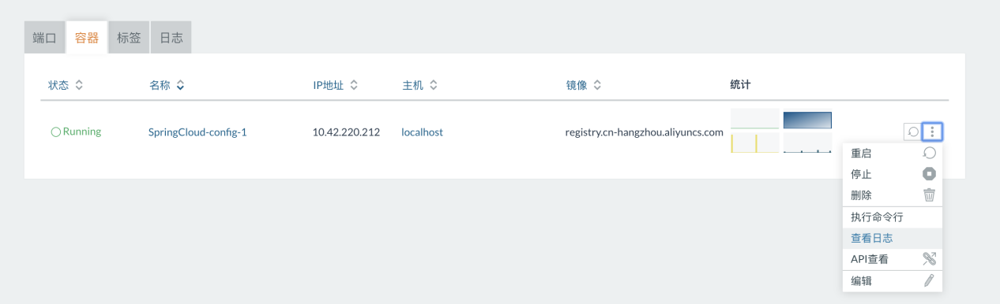 端口 容器 标签 日志
状态 名称 IP地址 主机 镜像 统计
Running SpringCloud-config-1 10.42.220.212 localhost registry.cn-hangzhou.aliyuncs.com
重启
停止
删除
执行命令行
查看日志
API查看
编辑